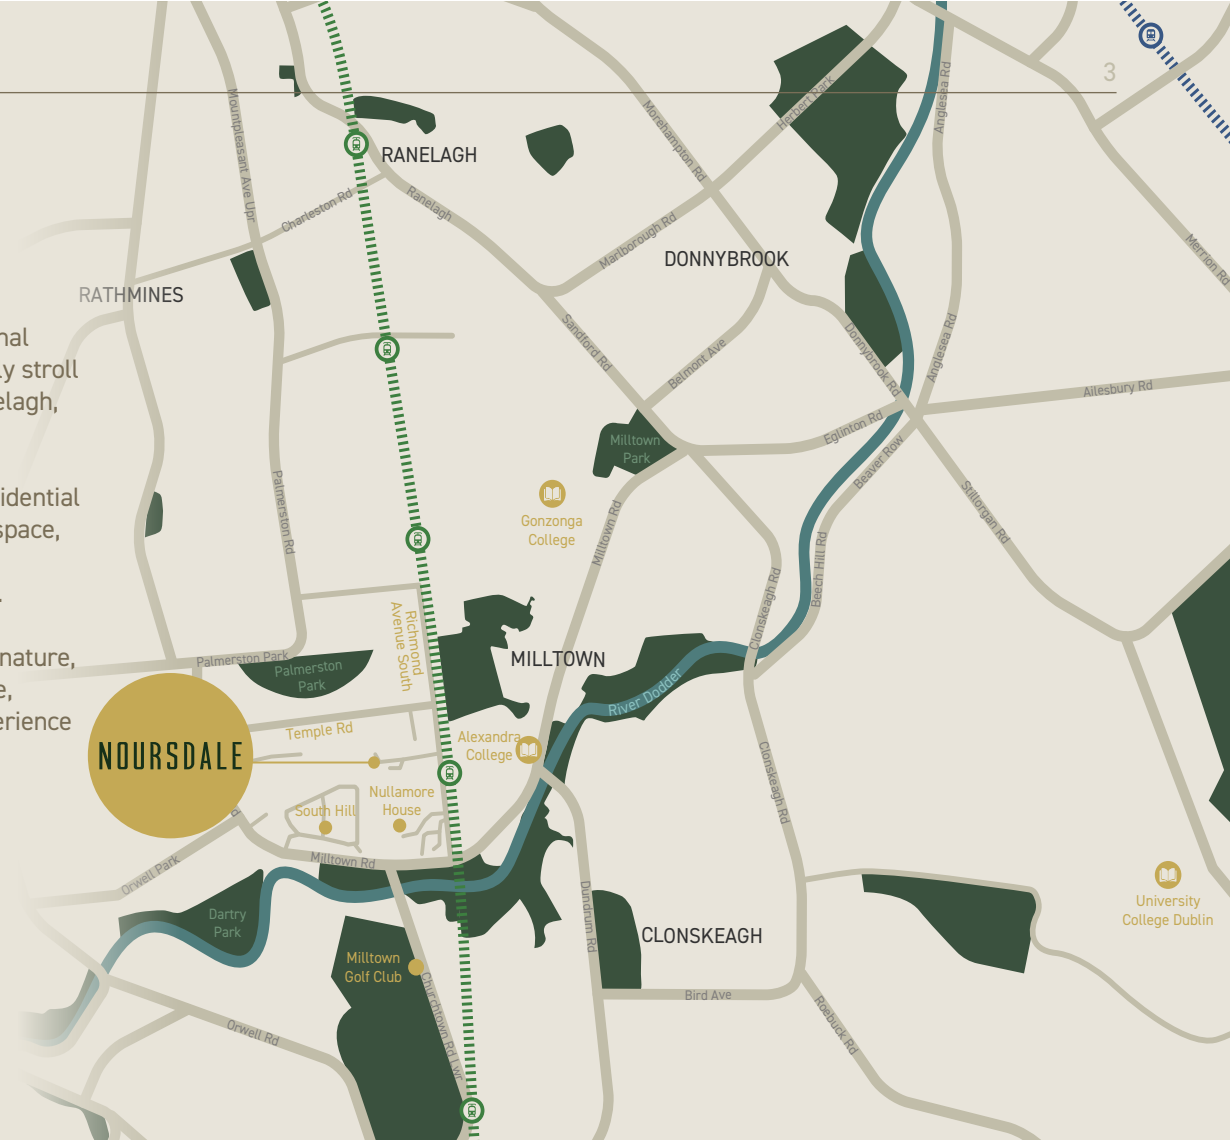 3
Mountpleasant Ave Upr
Anglesea Rd
Herbert Park
Morehampton Rd
RANELAGH
Charleston Rd
Ranelagh
Marlborough Rd
DONNYBROOK
Merrion Rd
RATHMINES
nal
ly stroll
elagh,
Sandford Rd
Belmont Ave
Donnybrook Rd
Anglesea Rd
Ailesbury Rd
Eglinton Rd
Milltown
Park
Beaver Row
Palmerston Rd
Gonzonga
College
Milltown Rd
Stillorgan Rd
idential
space,
Beech Hill Rd
Clonskeagh Rd
Richmond
Avenue South
nature,
e,
erience
Palmerston Park
Palmerston
Park
MILLTOWN
River Dodder
Temple Rd
Alexandra
College
NOURSDALE
Clonskeagh Rd
Nullamore
House
South Hill
d
Milltown Rd
Orwell Park
University
College Dublin
Dartry
Park
Dundrum Rd
CLONSKEAGH
Milltown
Golf Club
Churchtown Rd Lwr
Bird Ave
Orwell Rd
Roebuck Rd